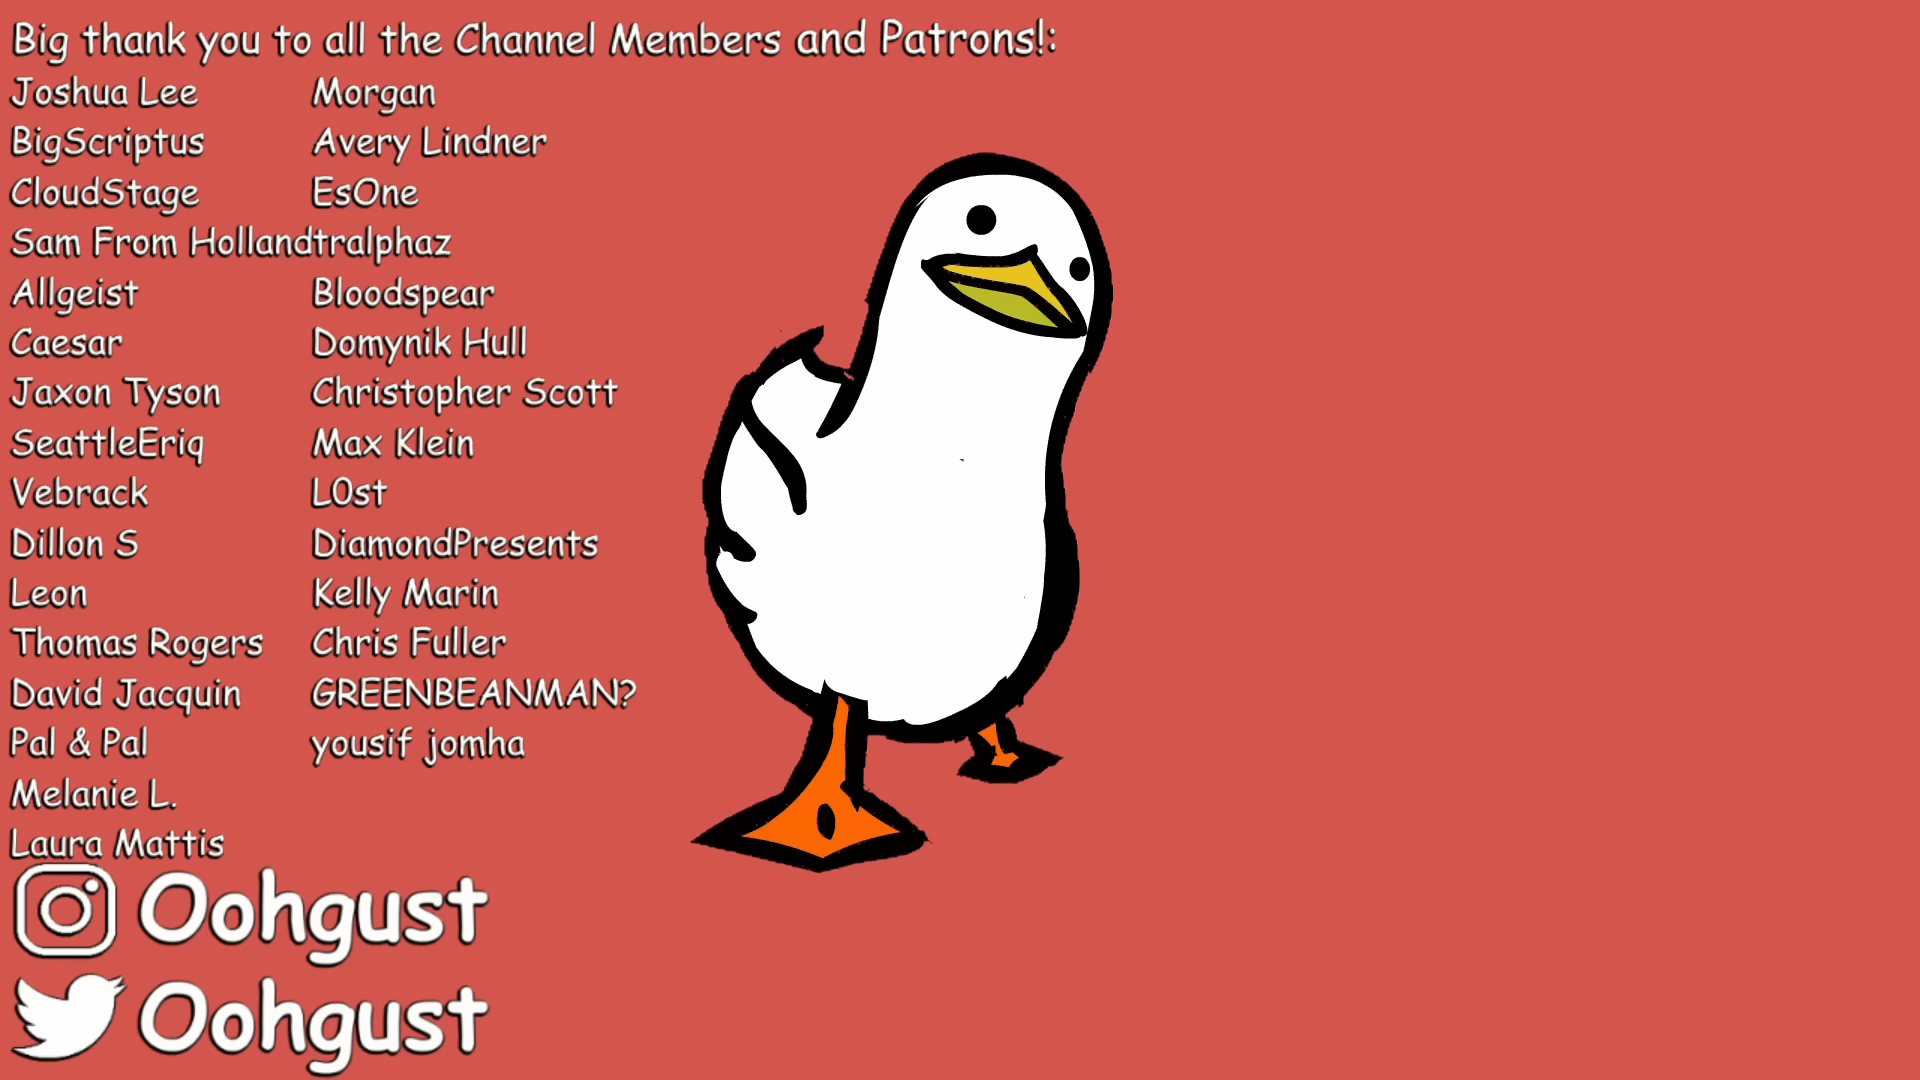 Big thank you to all the Channel Members and Patrons!:
Joshua Lee Morgan
BigScriptus Avery Lindner
CloudStage EsOne
Sam From Hollandtralphaz
Allgeist Bloodspear
Caesar Domynik Hull
Jaxon Tyson Christopher Scott
SeattleEriq Max Klein
Vebrack L0st
Dillon S DiamondPresents
Leon Kelly Marin
Thomas Rogers Chris Fuller
David Jacquin GREENBEANMAN?
Pal & Pal yousif jomha
Melanie L.
Laura Mattis
Oohgust
Oohgust